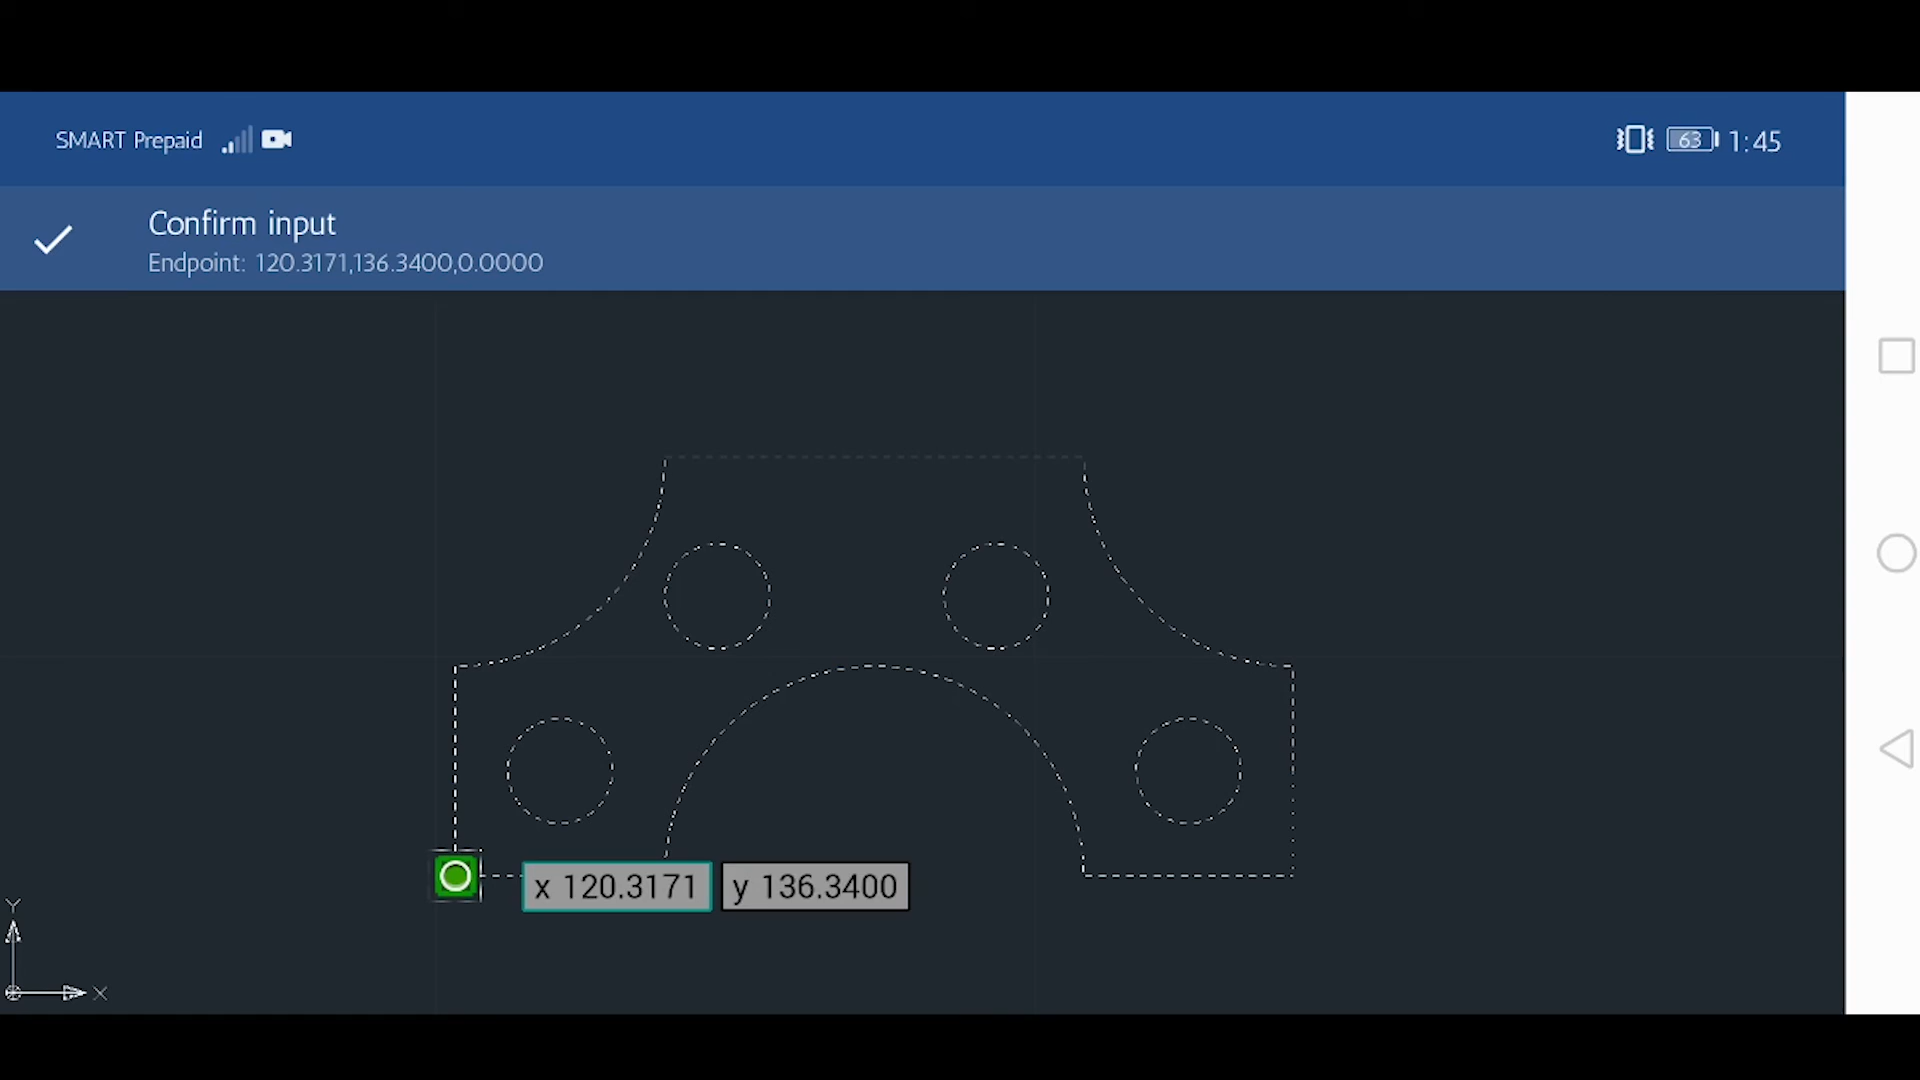 SMART Prepaid
63 1:45
Confirm input
Endpoint: 120.3171,136.3400,0.0000
x 120.3171 y 136.3400
Y
X